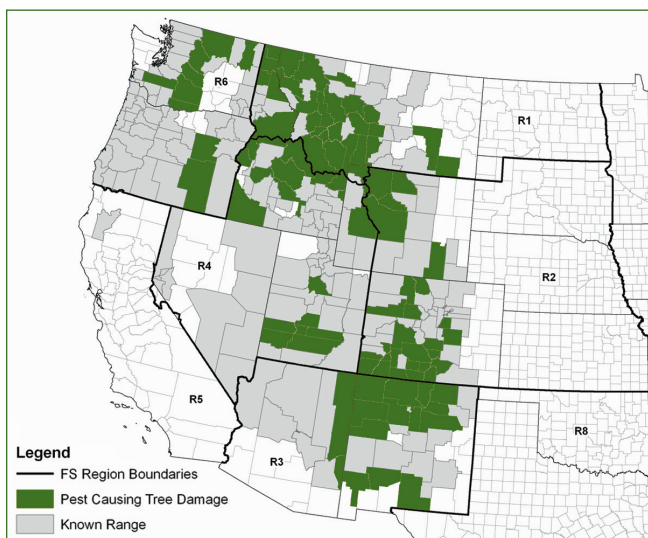 R6
R1
R4
R2
R5
R8
R3
Legend
FS Region Boundaries
Pest Causing Tree Damage
Known Range